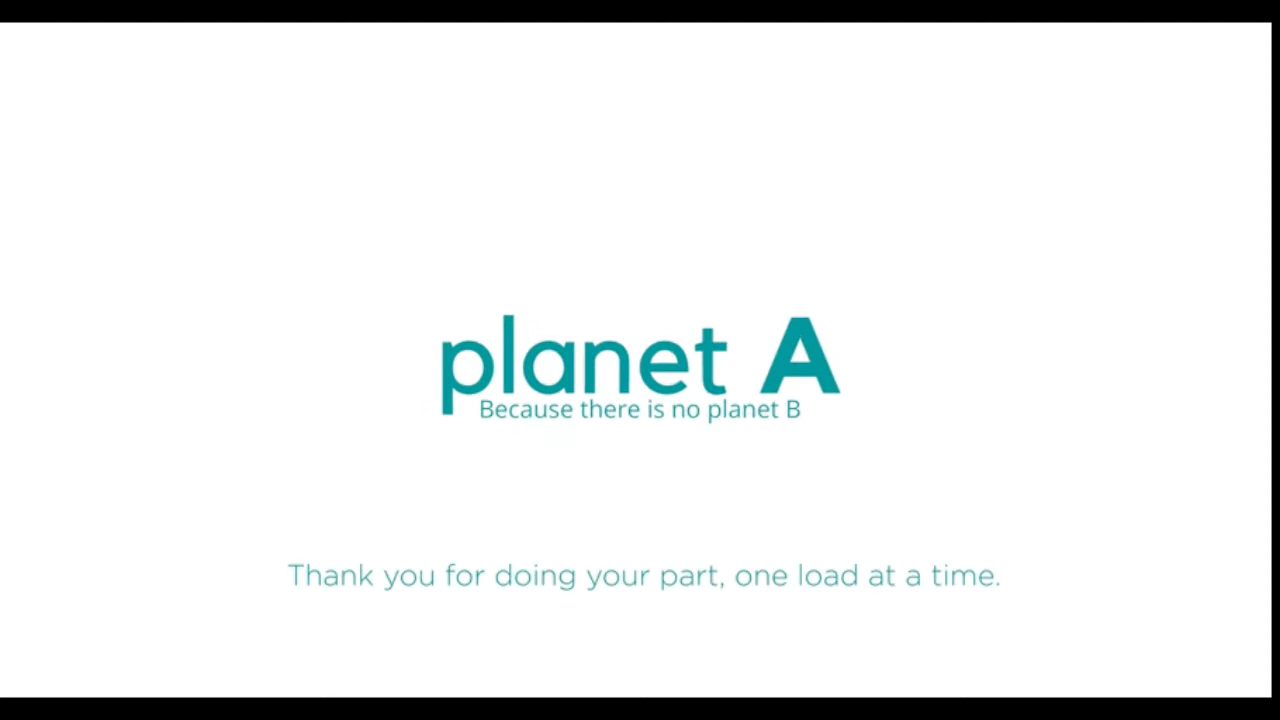 planet A
Because there is no planet B
Thank you for doing your part, one load at a time.